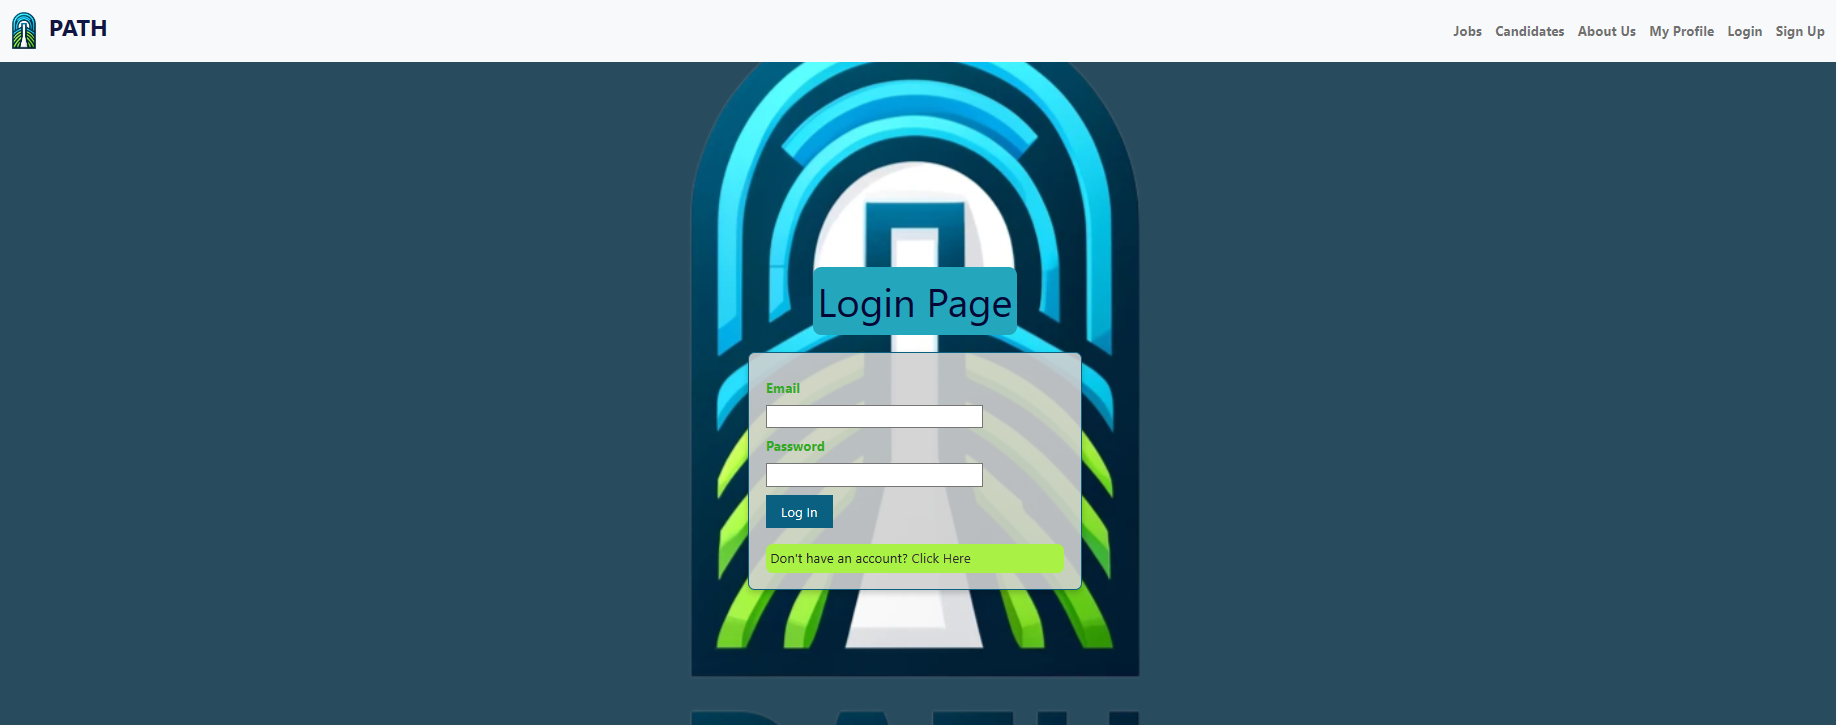 PATH
Jobs Candidates About Us My Profile Login Sign Up
Login Page
Email
Password
Log In
Don't have an account? Click Here
PATH